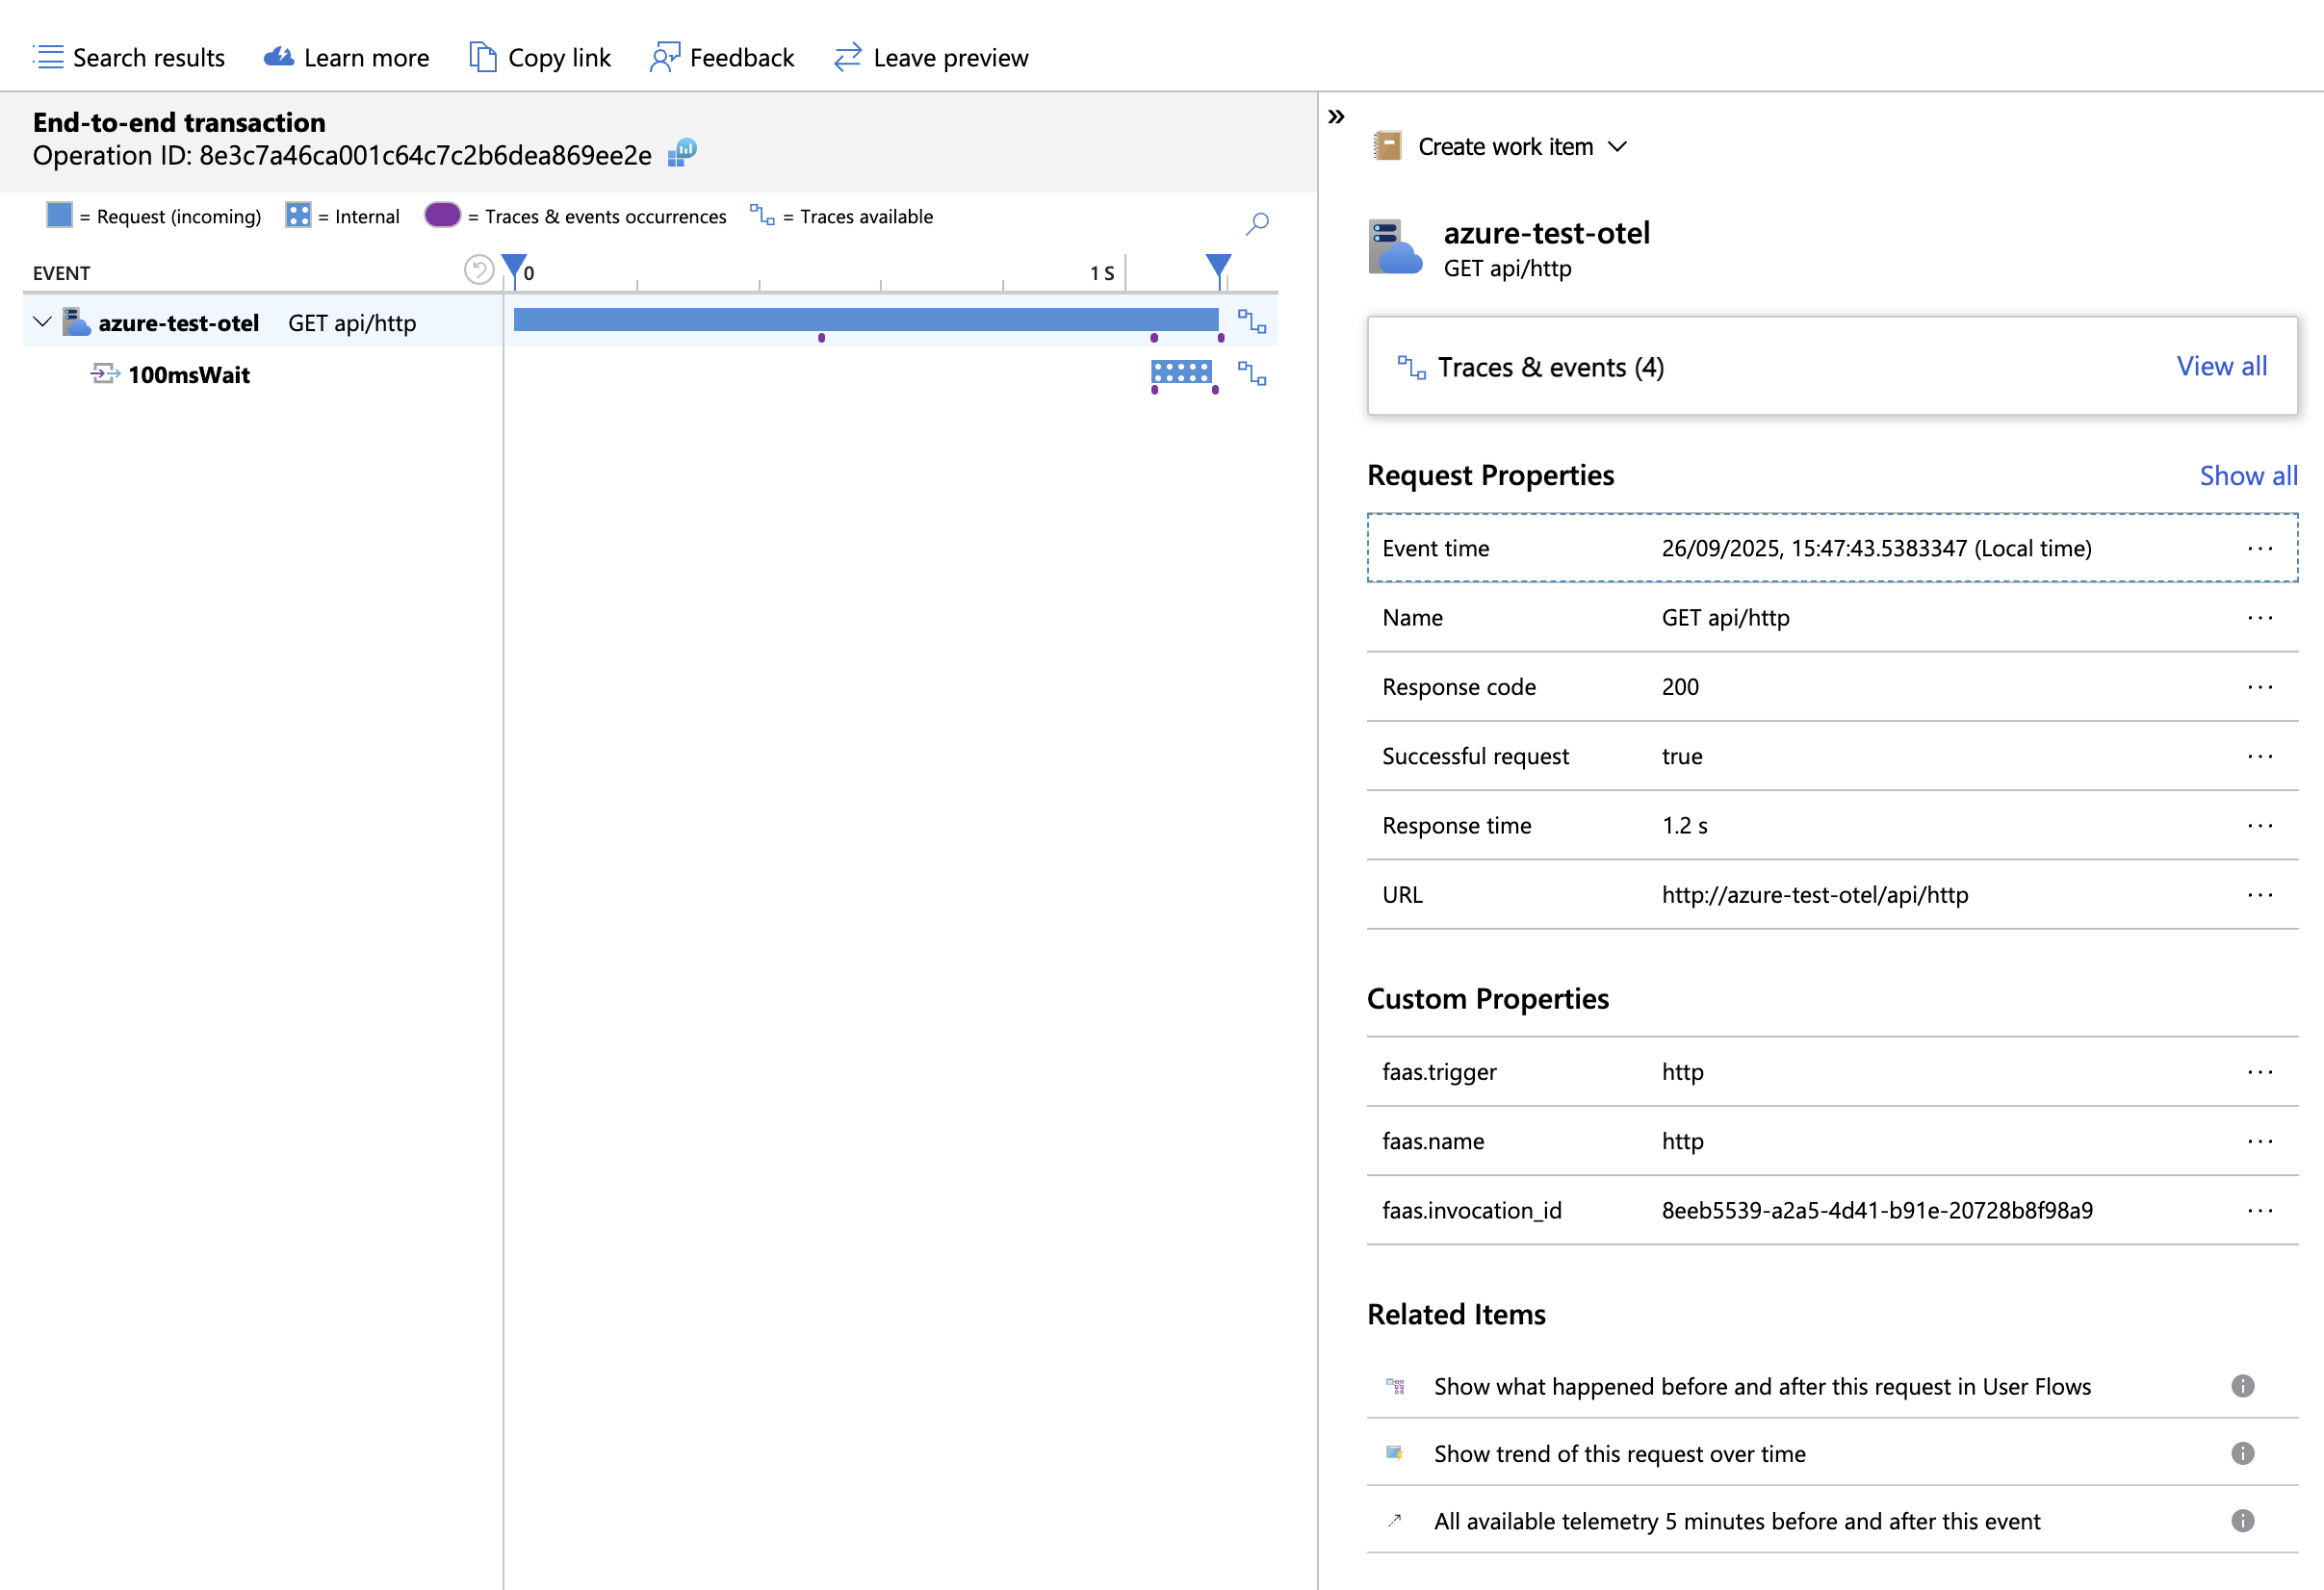 Search results Learn more Copy link Feedback Leave preview
End-to-end transaction
Operation ID: 8e3c7a46ca001c64c7c2b6dea869ee2e
= Request (incoming) = Internal = Traces & events occurrences = Traces available
EVENT 0 1 S
azure-test-otel GET api/http
100msWait
Create work item
azure-test-otel
GET api/http
Traces & events (4) View all
Request Properties Show all
Event time 26/09/2025, 15:47:43.5383347 (Local time) ...
Name GET api/http ...
Response code 200 ...
Successful request true ...
Response time 1.2 s ...
URL http://azure-test-otel/api/http ...
Custom Properties
faas.trigger http ...
faas.name http ...
faas.invocation_id 8eeb5539-a2a5-4d41-b91e-20728b8f98a9 ...
Related Items
Show what happened before and after this request in User Flows
Show trend of this request over time
All available telemetry 5 minutes before and after this event